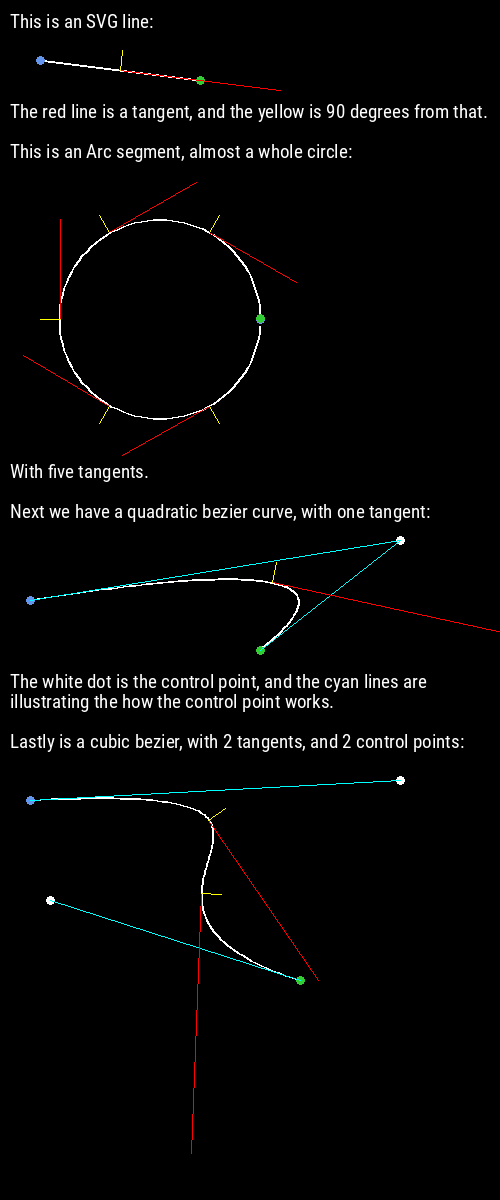 This is an SVG line:
The red line is a tangent, and the yellow is 90 degrees from that.
This is an Arc segment, almost a whole circle:
With five tangents.
Next we have a quadratic bezier curve, with one tangent:
The white dot is the control point, and the cyan lines are
illustrating the how the control point works.
Lastly is a cubic bezier, with 2 tangents, and 2 control points: